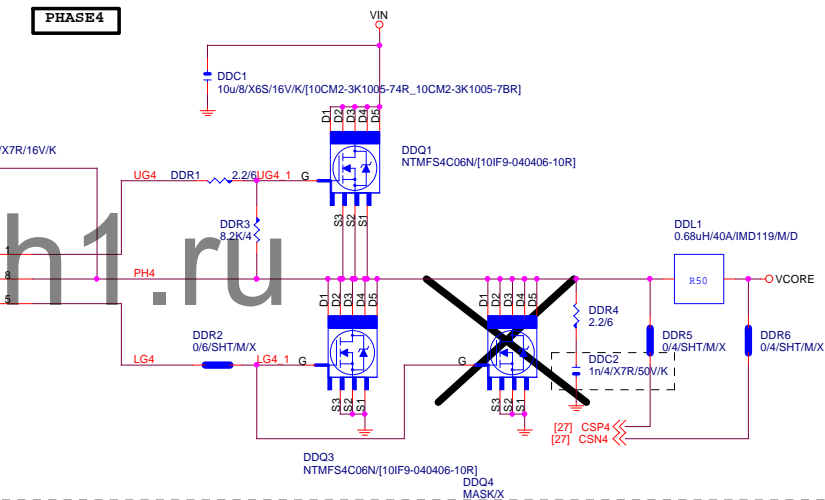 PHASE4
VIN
DDC1
10u/8/X6S/16V/K/[10CM2-3K1005-74R_10CM2-3K1005-7BR]
D1 D2 D3 D4 D5
/X7R/16V/K
DDQ1
NTMFS4C06N/[10IF9-040406-10R]
UG4 DDR1 2.2/6 UG4_1 G
S3 S2 S1
DDR3
8.2K/4
h1.ru
1
8
5
PH4
DDL1
0.68uH/40A/IMD119/M/D
R50
VCORE
D1 D2 D3 D4 D5
D1 D2 D3 D4 D5
DDR4
2.2/6
DDR2
0/6/SHT/M/X
DDR5
0/4/SHT/M/X
DDR6
0/4/SHT/M/X
LG4 LG4_1 G
G
DDC2
1n/4/X7R/50V/K
S3 S2 S1
S3 S2 S1
[27] CSP4
[27] CSN4
DDQ3
NTMFS4C06N/[10IF9-040406-10R]
DDQ4
MASK/X